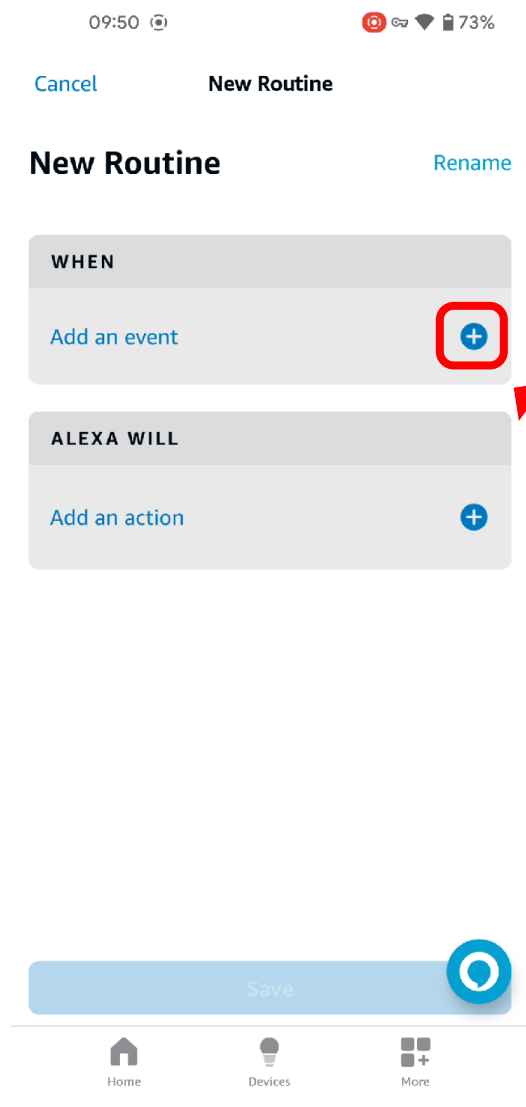 09:50 73%
Cancel New Routine
New Routine Rename
WHEN
Add an event
ALEXA WILL
Add an action
Save
Home Devices More